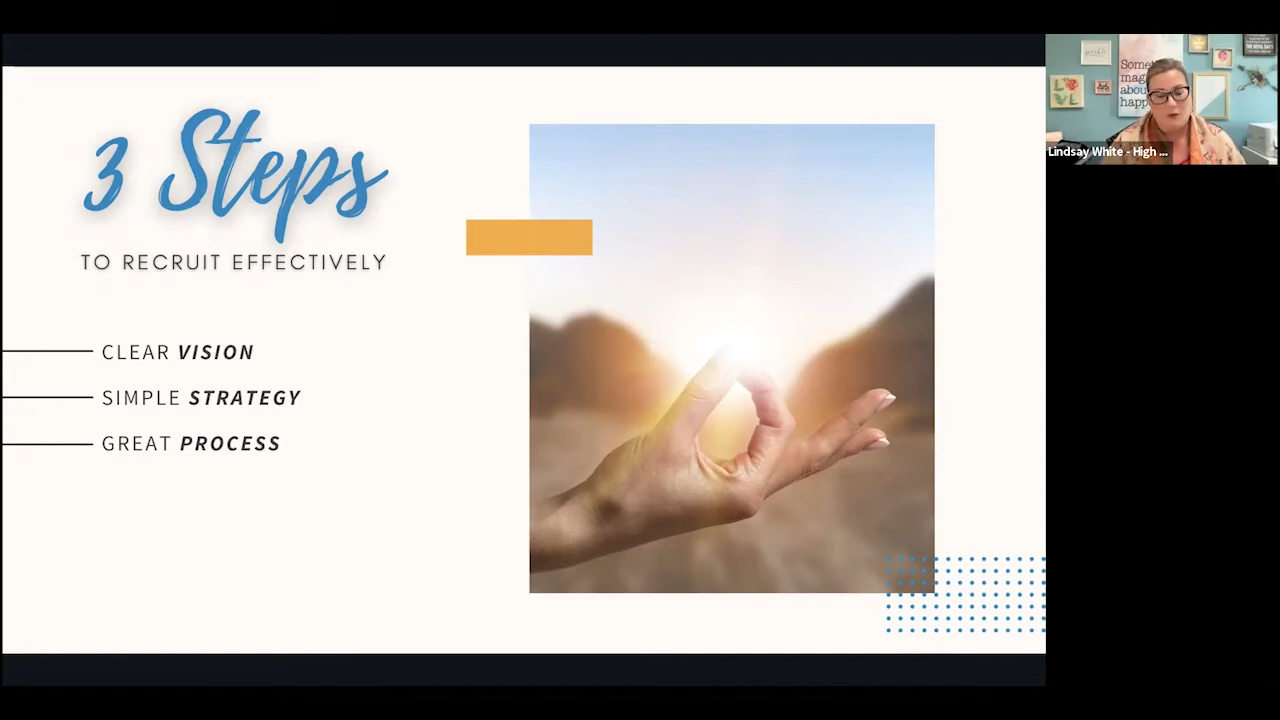 3 Steps
TO RECRUIT EFFECTIVELY
CLEAR VISION
SIMPLE STRATEGY
GREAT PROCESS
Lindsay White - High ...